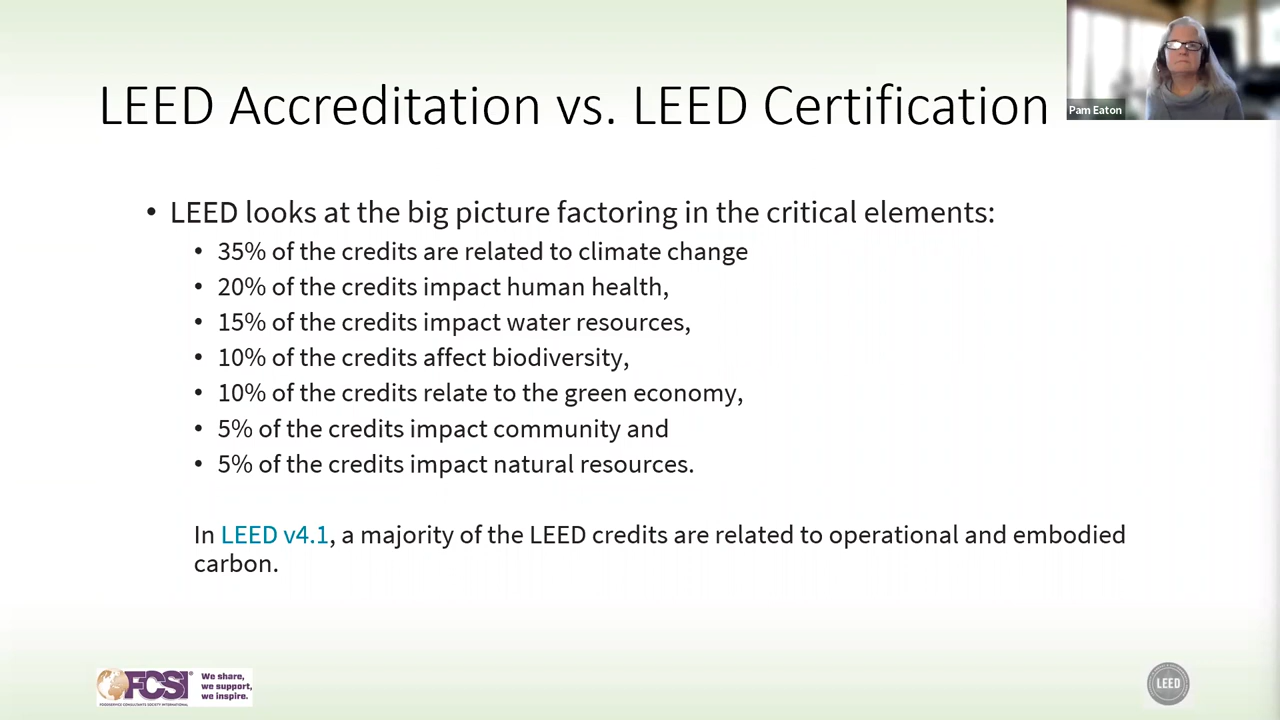 LEED Accreditation vs. LEED Certification
Pam Eaton
• LEED looks at the big picture factoring in the critical elements:
• 35% of the credits are related to climate change
• 20% of the credits impact human health,
• 15% of the credits impact water resources,
• 10% of the credits affect biodiversity,
• 10% of the credits relate to the green economy,
• 5% of the credits impact community and
• 5% of the credits impact natural resources.
In LEED v4.1, a majority of the LEED credits are related to operational and embodied
carbon.
FCSI®
FOODSERVICE CONSULTANTS SOCIETY INTERNATIONAL
We share,
we support,
we inspire.
LEED